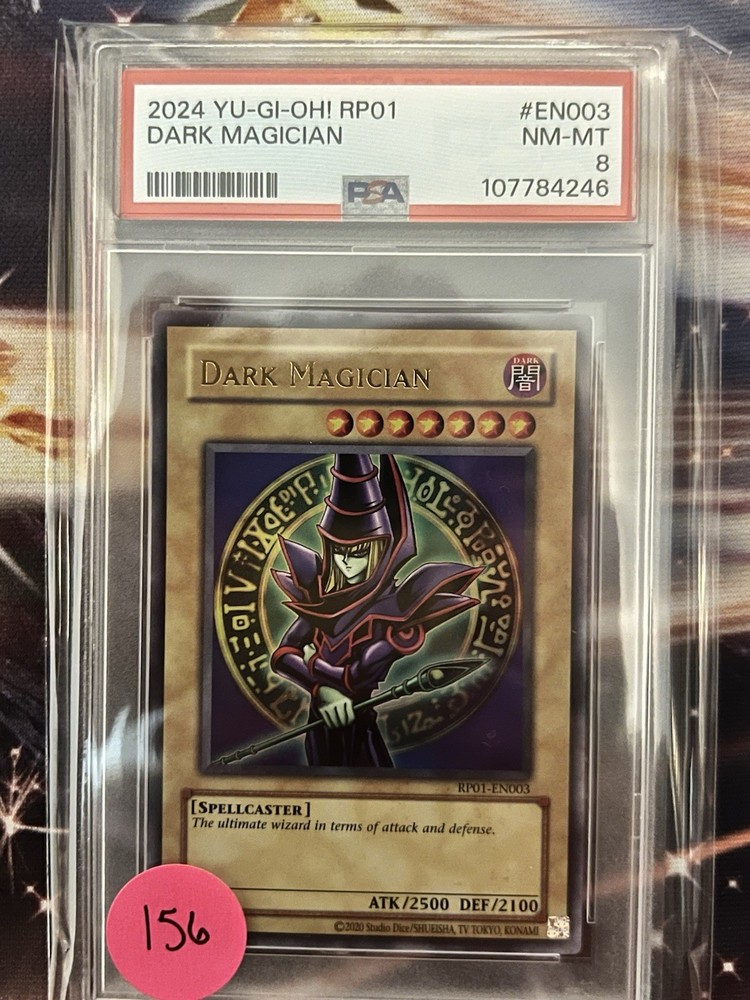 2024 YU-GI-OH! RP01 #EN003
DARK MAGICIAN NM-MT
8
PSA 107784246
DARK MAGICIAN
DARK
闇
RP01-EN003
[SPELLCASTER]
The ultimate wizard in terms of attack and defense.
ATK/2500 DEF/2100
©2020 Studio Dice/SHUEISHA, TV TOKYO, KONAMI
156